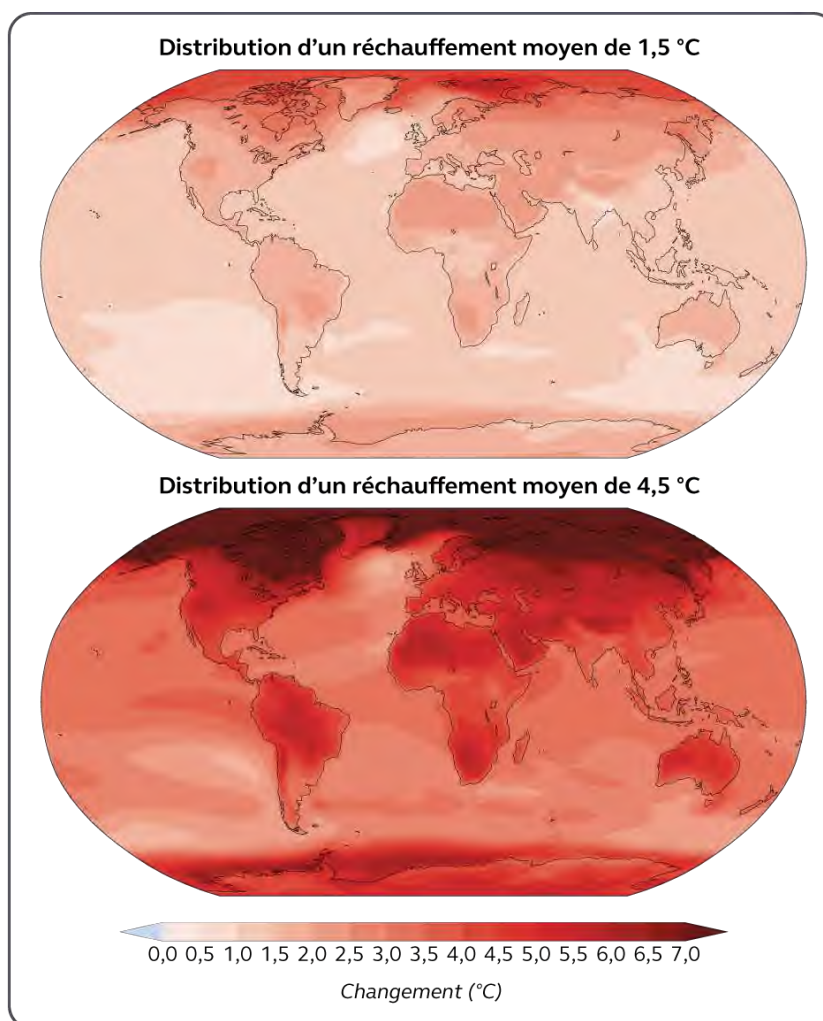 Distribution d’un réchauffement moyen de 1,5 °C
Distribution d’un réchauffement moyen de 4,5 °C
0,0 0,5 1,0 1,5 2,0 2,5 3,0 3,5 4,0 4,5 5,0 5,5 6,0 6,5 7,0
Changement (°C)